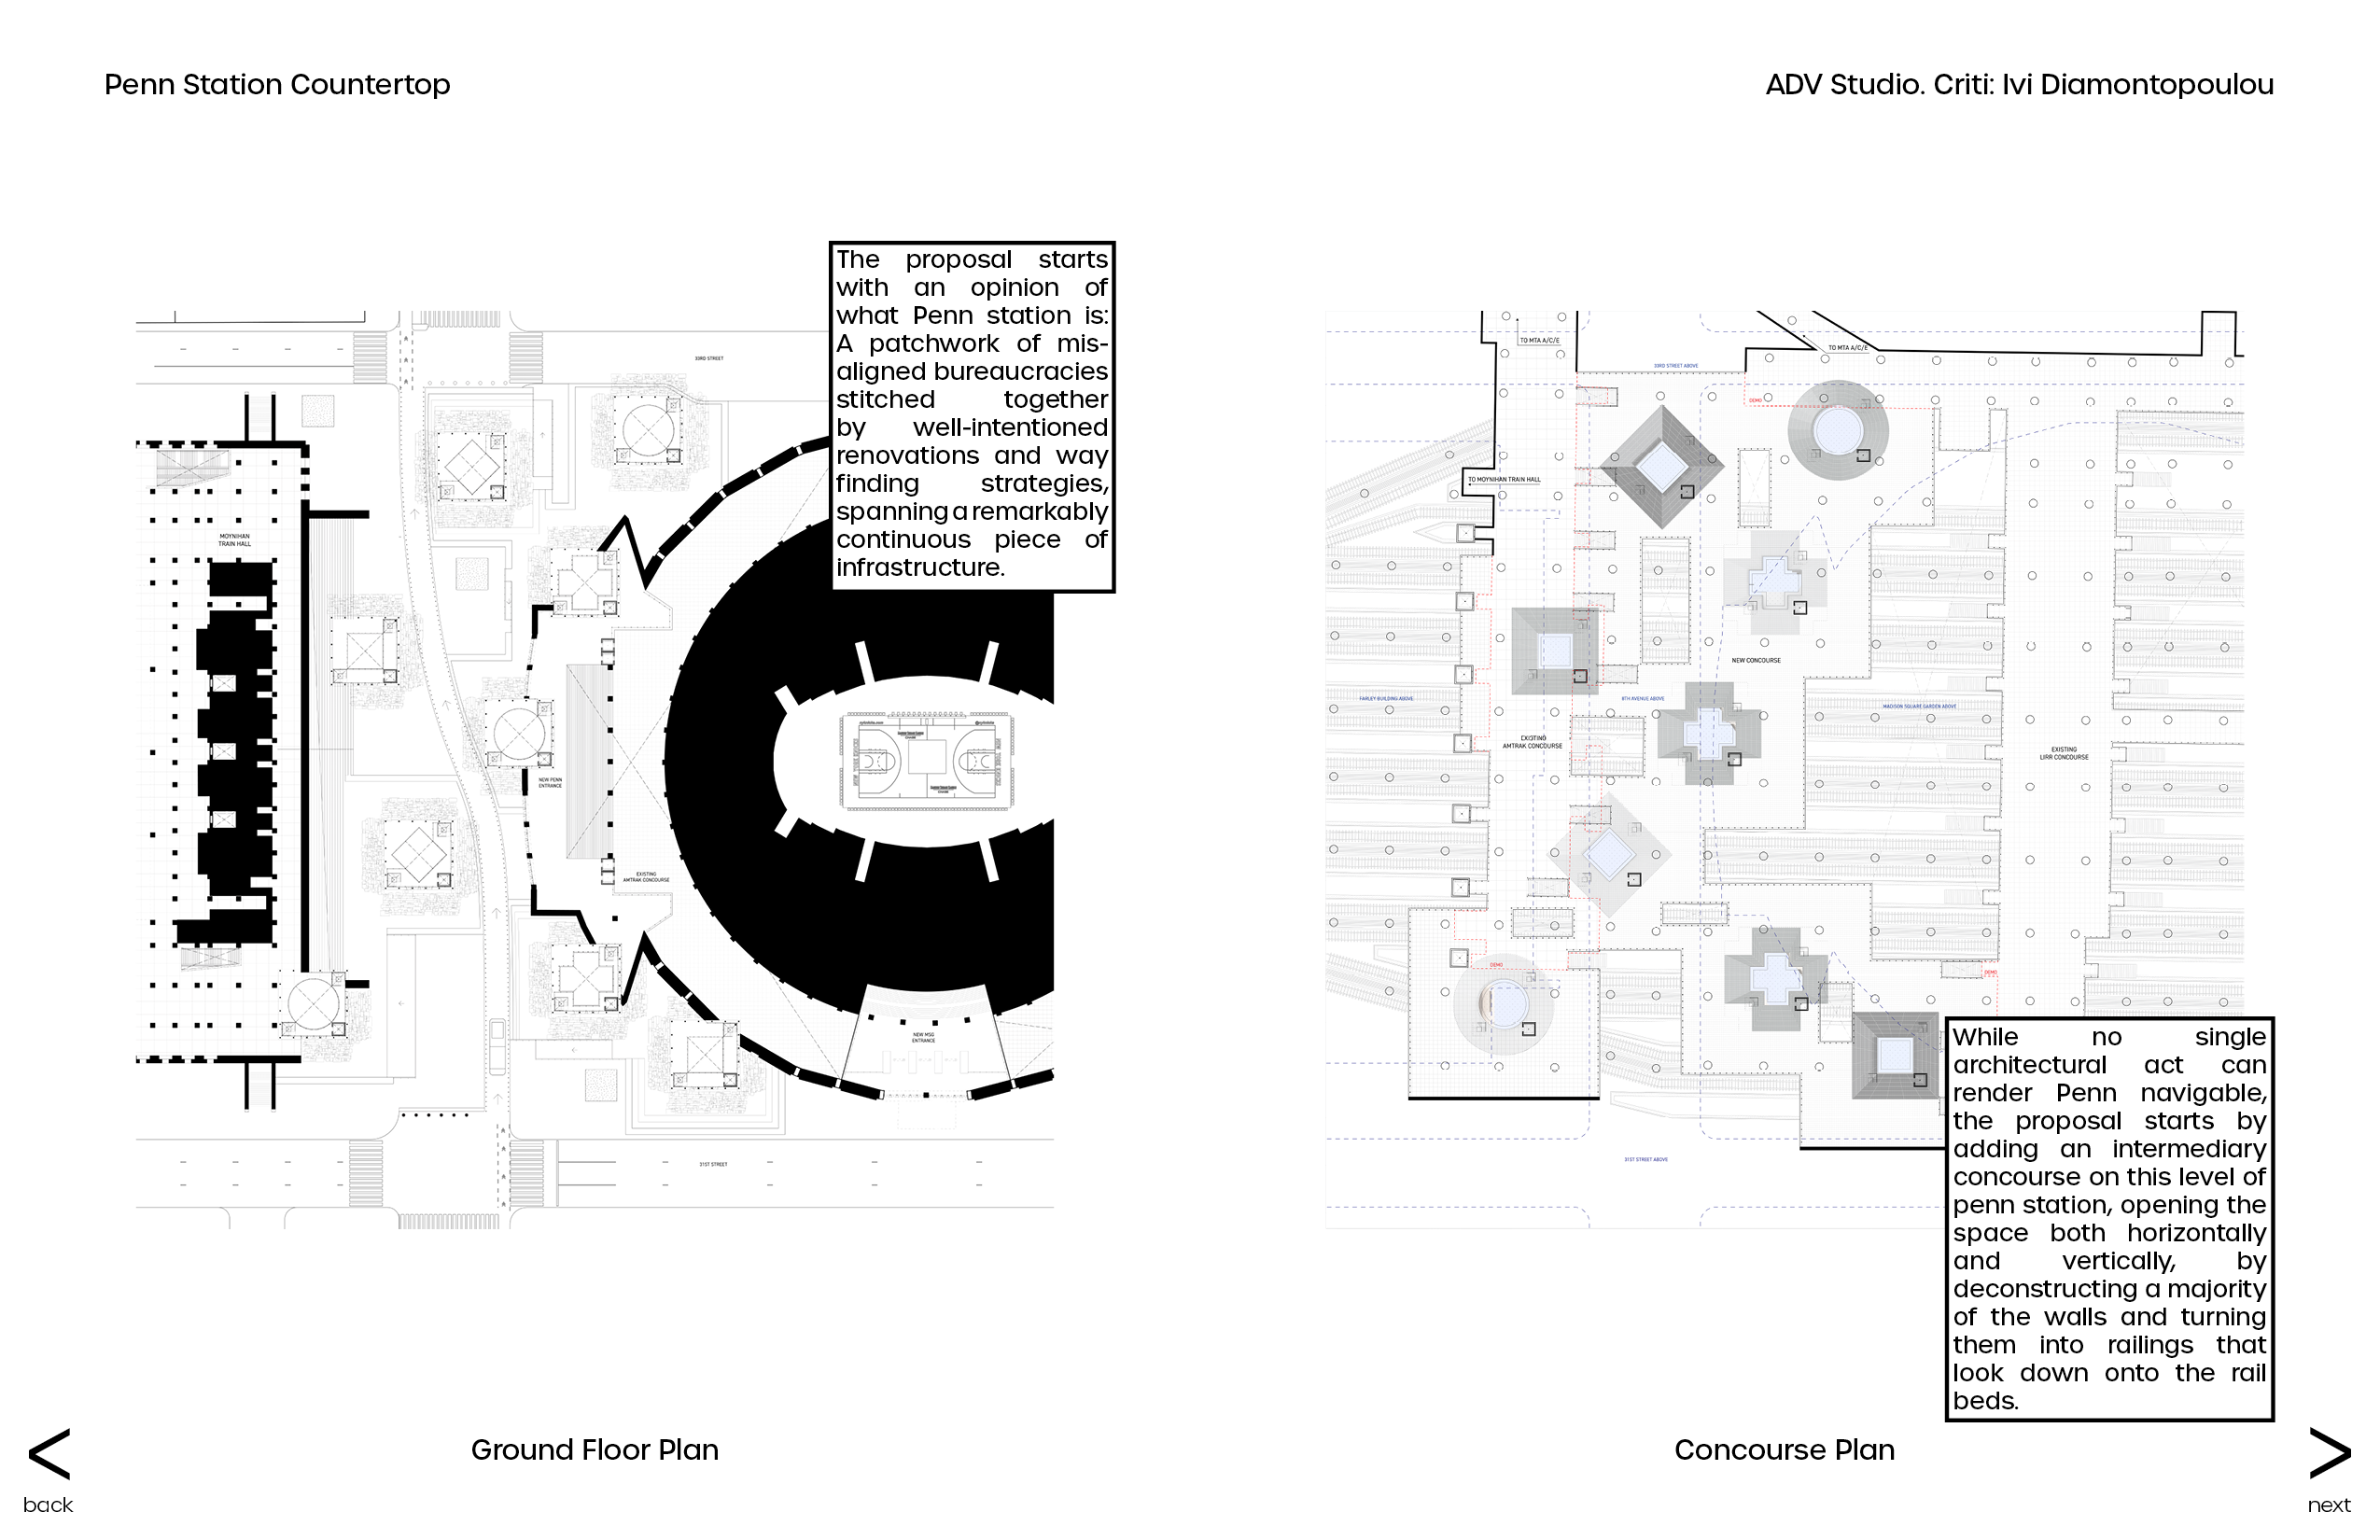 Penn Station Countertop
ADV Studio. Criti: Ivi Diamontopoulou
The proposal starts
with an opinion of
what Penn station is:
A patchwork of mis-
aligned bureaucracies
stitched together
by well-intentioned
renovations and way
finding strategies,
spanning a remarkably
continuous piece of
infrastructure.
33RD STREET
MOYNIHAN
TRAIN HALL
NEW PENN
ENTRANCE
EXISTING
AMTRAK CONCOURSE
NEW MSG
ENTRANCE
31ST STREET
Ground Floor Plan
TO MTA A/C/E
TO MTA A/C/E
33RD STREET ABOVE
DEMO
TO MOYNIHAN TRAIN HALL
NEW CONCOURSE
FARLEY BUILDING ABOVE
8TH AVENUE ABOVE
MADISON SQUARE GARDEN ABOVE
EXISTING
AMTRAK CONCOURSE
EXISTING
LIRR CONCOURSE
DEMO
DEMO
31ST STREET ABOVE
While no single
architectural act can
render Penn navigable,
the proposal starts by
adding an intermediary
concourse on this level of
penn station, opening the
space both horizontally
and vertically, by
deconstructing a majority
of the walls and turning
them into railings that
look down onto the rail
beds.
Concourse Plan
<
back
>
next